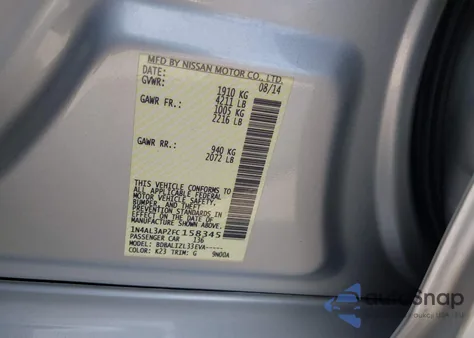 MFD BY NISSAN MOTOR CO., LTD.
DATE: 08/14
GVWR: 1910 KG
4211 LB
GAWR FR.: 1005 KG
2216 LB
GAWR RR.: 940 KG
2072 LB
THIS VEHICLE CONFORMS TO
ALL APPLICABLE FEDERAL
MOTOR VEHICLE SAFETY,
BUMPER, AND THEFT
PREVENTION STANDARDS
IN EFFECT ON THE DATE OF
MANUFACTURE SHOWN ABOVE.
1N4AL3AP2FC158345
PASSENGER CAR 136
MODEL: BDBALIZL33EVA-----
COLOR: K23 TRIM: G 9N00A
AutoSnap